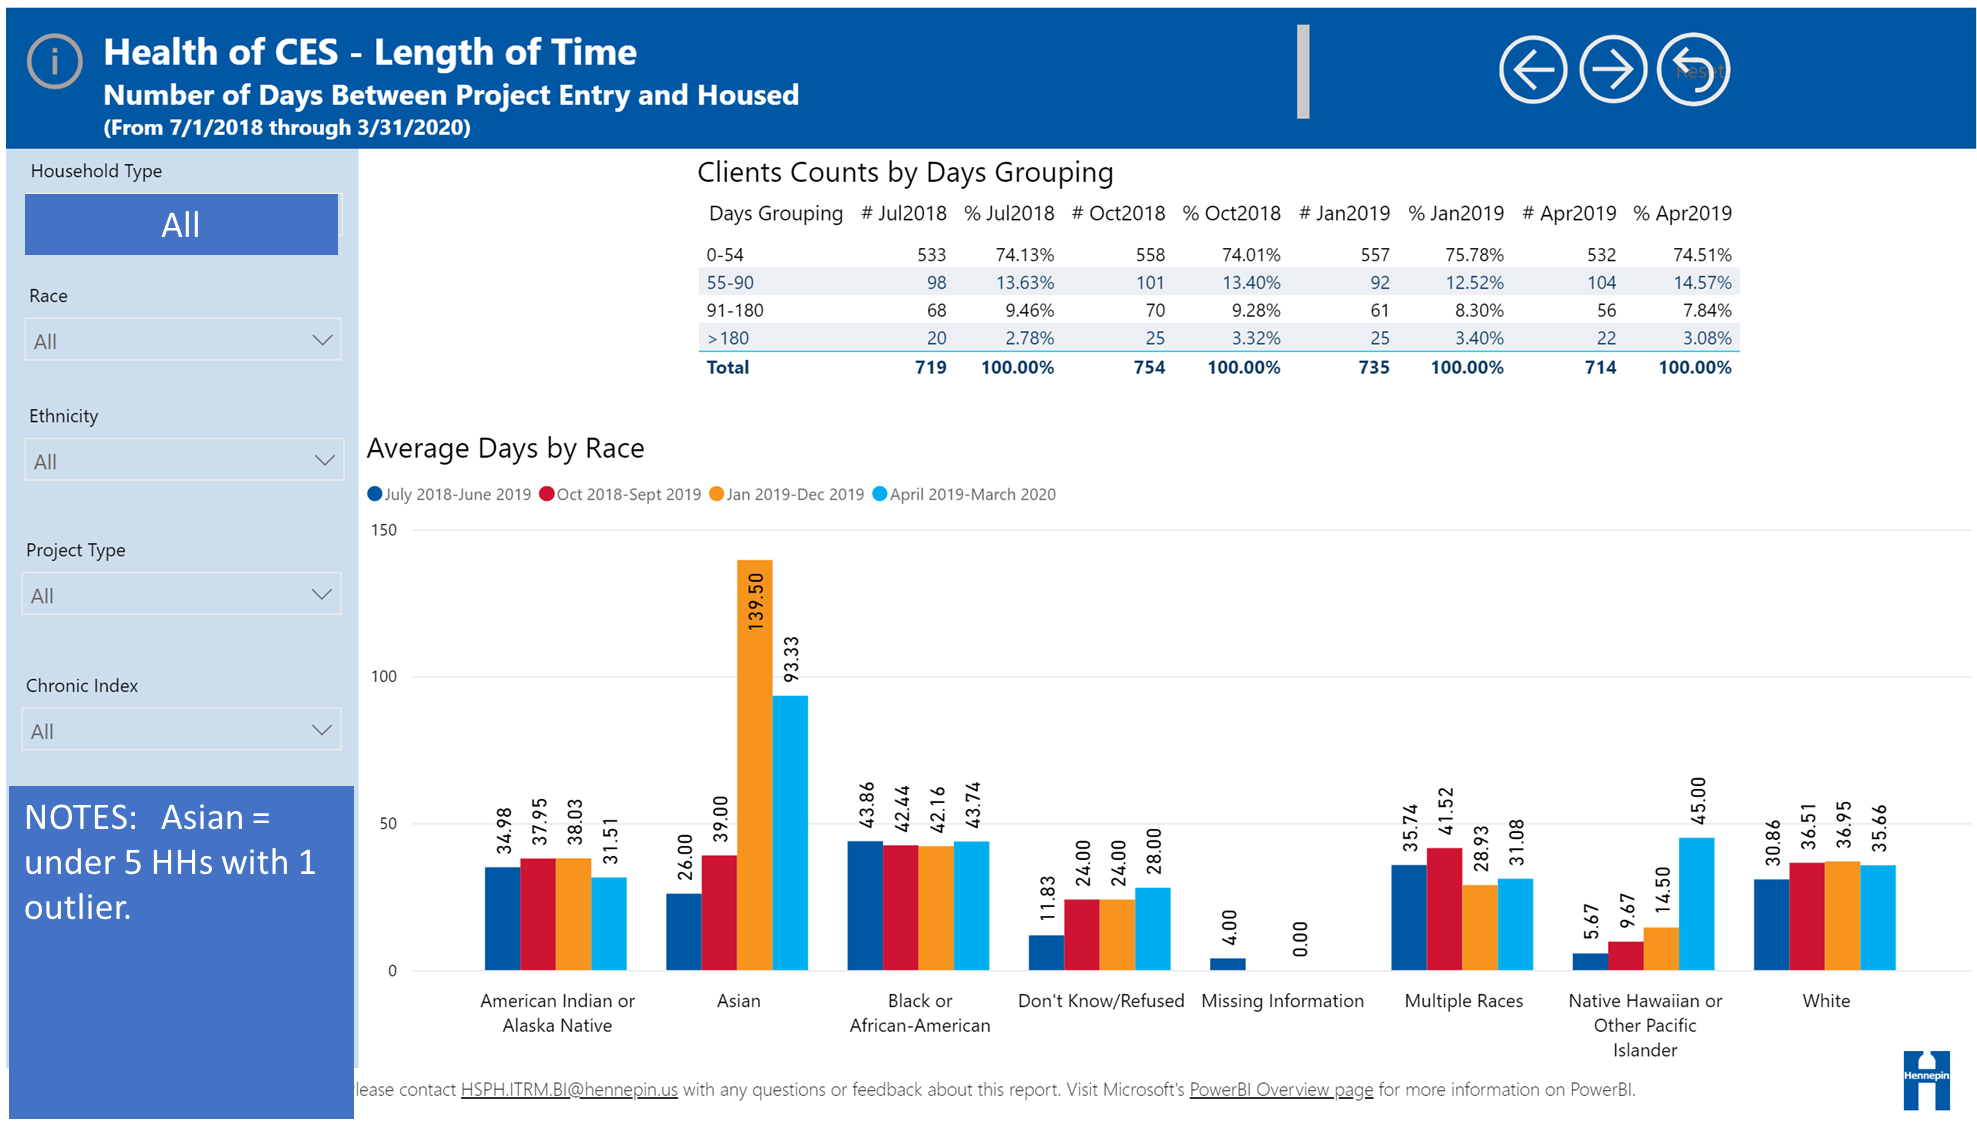 Health of CES - Length of Time
Number of Days Between Project Entry and Housed
(From 7/1/2018 through 3/31/2020)
Reset
Household Type
All
Race
All
Ethnicity
All
Project Type
All
Chronic Index
All
NOTES: Asian =
under 5 HHs with 1
outlier.
Clients Counts by Days Grouping
Days Grouping # Jul2018 % Jul2018 # Oct2018 % Oct2018 # Jan2019 % Jan2019 # Apr2019 % Apr2019
0-54 533 74.13% 558 74.01% 557 75.78% 532 74.51%
55-90 98 13.63% 101 13.40% 92 12.52% 104 14.57%
91-180 68 9.46% 70 9.28% 61 8.30% 56 7.84%
>180 20 2.78% 25 3.32% 25 3.40% 22 3.08%
Total 719 100.00% 754 100.00% 735 100.00% 714 100.00%
Average Days by Race
July 2018-June 2019 Oct 2018-Sept 2019 Jan 2019-Dec 2019 April 2019-March 2020
150
100
50
0
34.98 37.95 38.03 31.51
26.00 39.00 139.50 93.33
43.86 42.44 42.16 43.74
11.83 24.00 24.00 28.00
4.00 0.00
35.74 41.52 28.93 31.08
5.67 9.67 14.50 45.00
30.86 36.51 36.95 35.66
American Indian or
Alaska Native
Asian
Black or
African-American
Don't Know/Refused
Missing Information
Multiple Races
Native Hawaiian or
Other Pacific
Islander
White
lease contact HSPH.ITRM.BI@hennepin.us with any questions or feedback about this report. Visit Microsoft's PowerBI Overview page for more information on PowerBI.
Hennepin